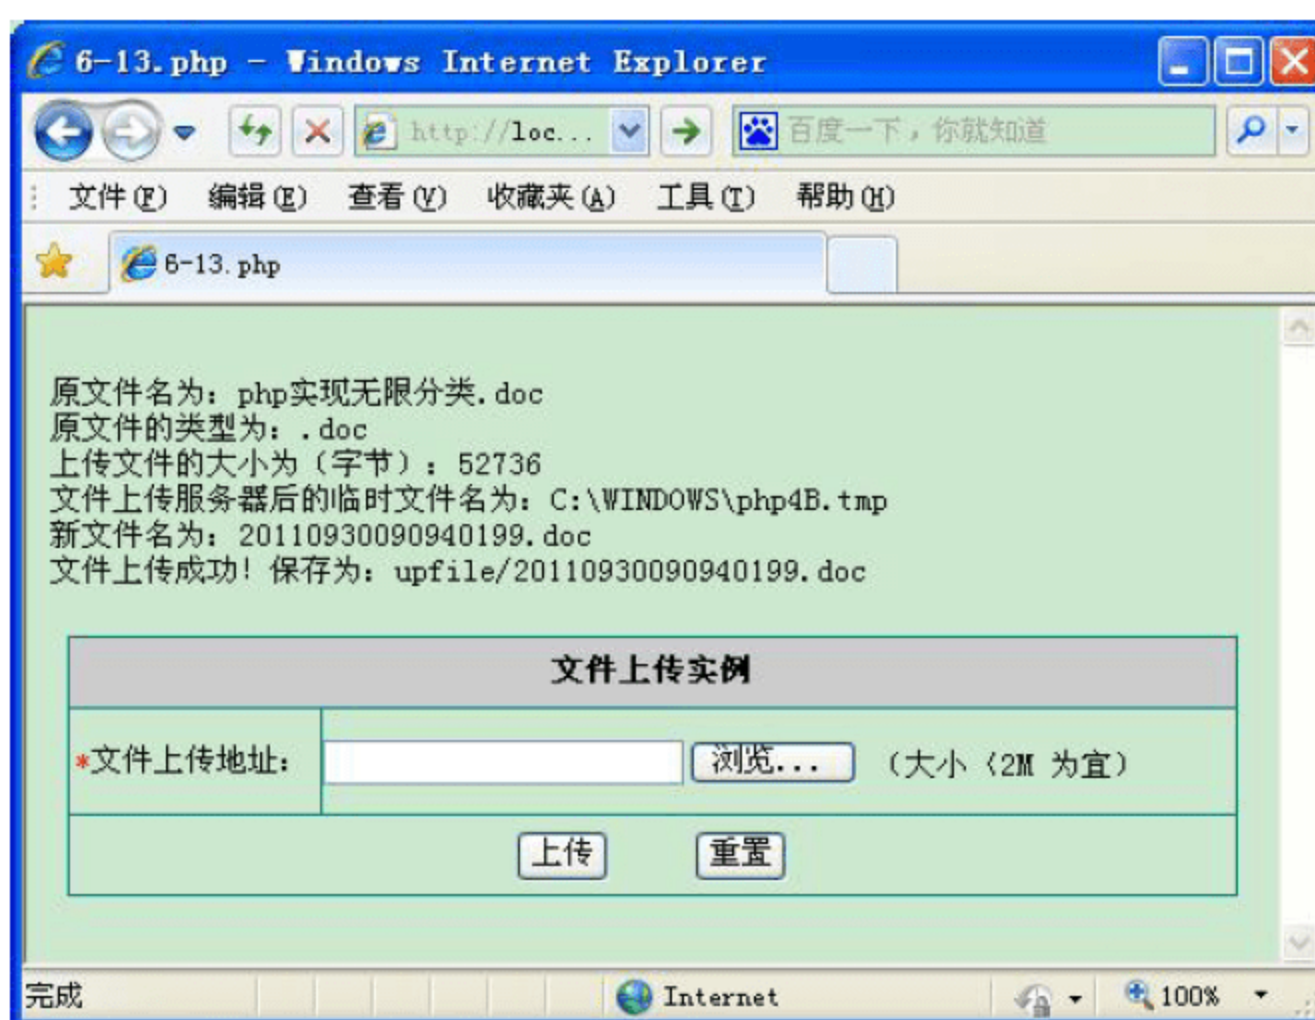 6-13.php - Windows Internet Explorer
http://loc... 百度一下，你就知道
文件(F) 编辑(E) 查看(V) 收藏夹(A) 工具(T) 帮助(H)
6-13.php
原文件名为：php实现无限分类.doc
原文件的类型为：.doc
上传文件的大小为（字节）：52736
文件上传服务器后的临时文件名为：C:\WINDOWS\php4B.tmp
新文件名为：20110930090940199.doc
文件上传成功！保存为：upfile/20110930090940199.doc
文件上传实例
*文件上传地址： 浏览... （大小〈2M 为宜）
上传 重置
完成 Internet 100%